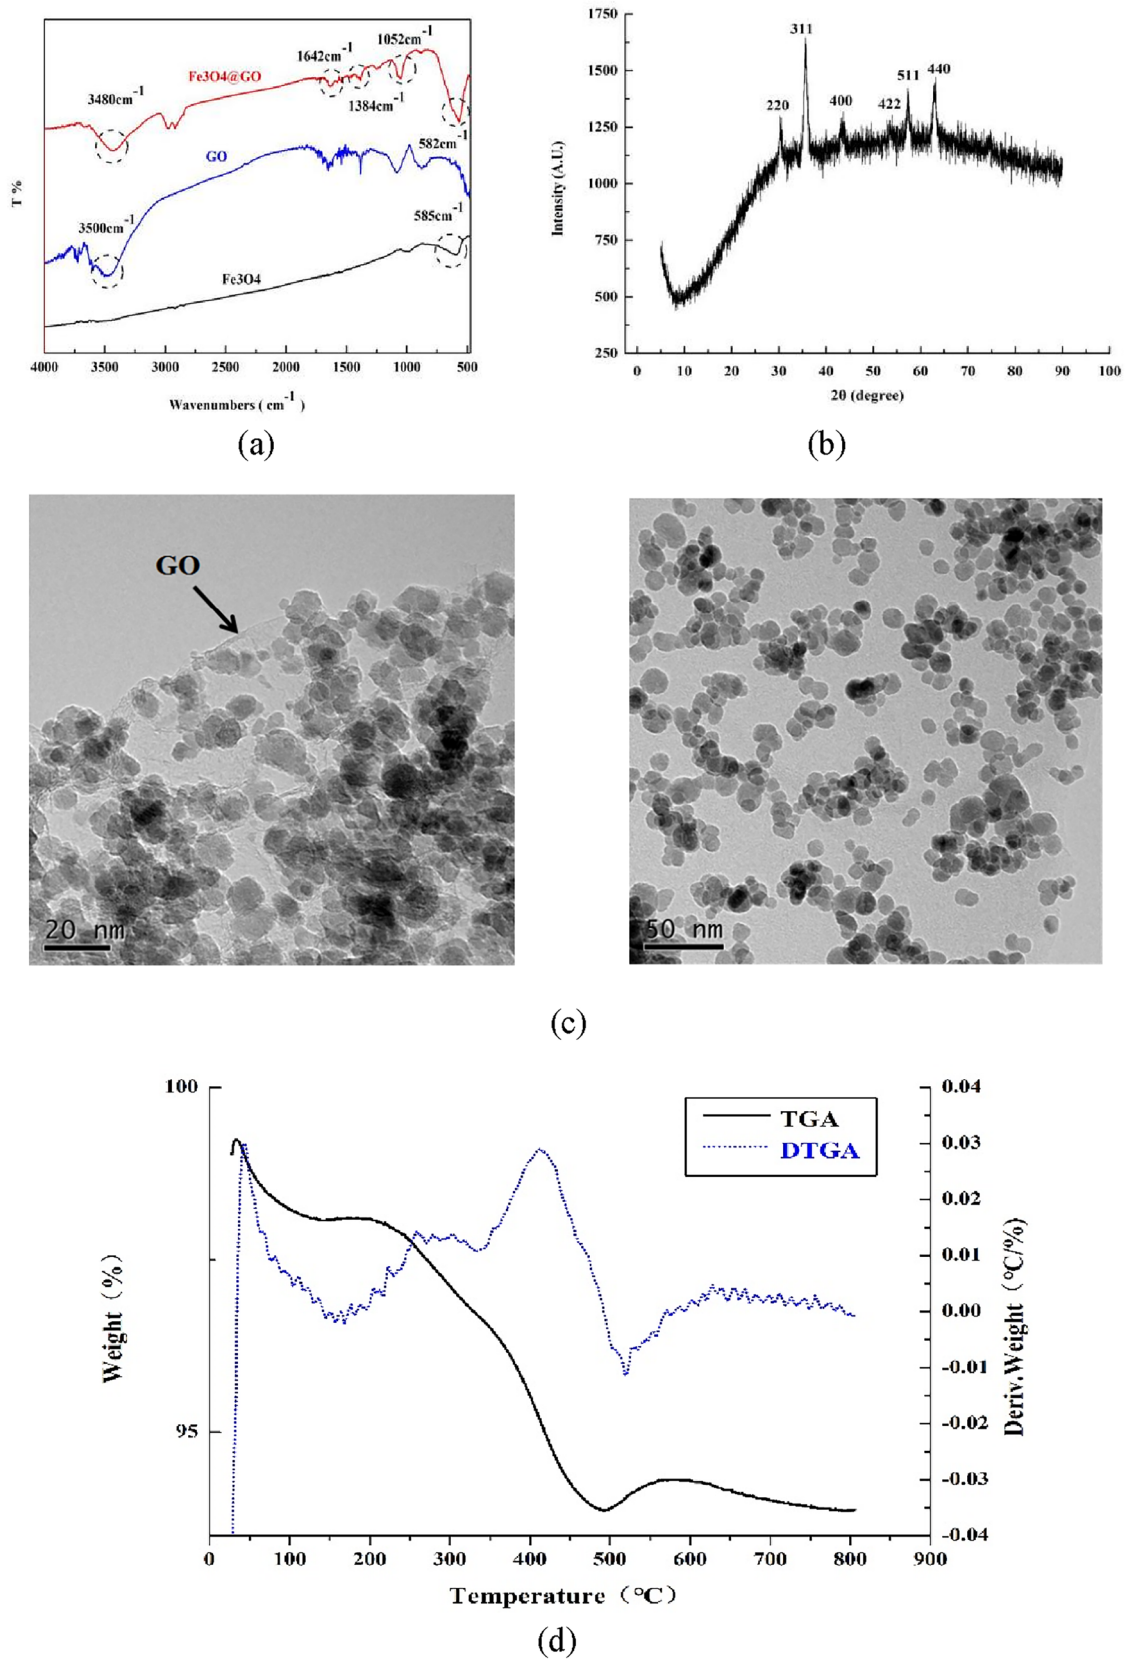 1052cm-1
1642cm-1
Fe3O4@GO
3480cm-1
1384cm-1
GO
582cm-1
3500cm-1
585cm-1
Fe3O4
T %
4000 3500 3000 2500 2000 1500 1000 500
Wavenumbers ( cm-1 )
(a)
1750
1500
1250
1000
750
500
250
311
220
400
422
511
440
Intensity (A.U.)
0 10 20 30 40 50 60 70 80 90 100
2θ (degree)
(b)
GO
20 nm
50 nm
(c)
100
95
Weight (%)
TGA
DTGA
0.04
0.03
0.02
0.01
0.00
-0.01
-0.02
-0.03
-0.04
Deriv.Weight (°C/%)
0 100 200 300 400 500 600 700 800 900
Temperature (°C)
(d)